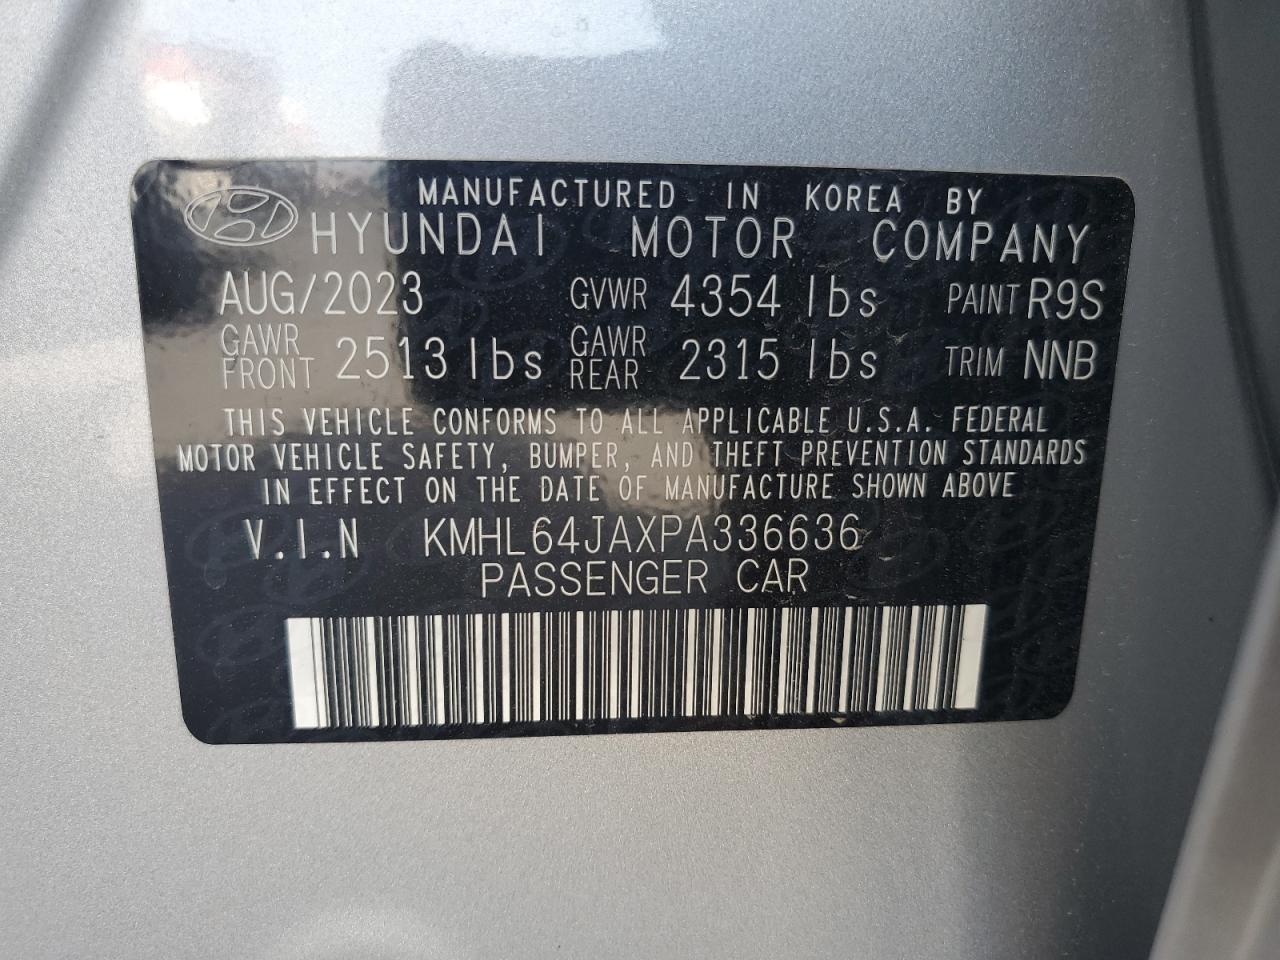 MANUFACTURED IN KOREA BY
HYUNDAI MOTOR COMPANY
AUG/2023 GVWR 4354 lbs PAINT R9S
GAWR FRONT 2513 lbs GAWR REAR 2315 lbs TRIM NNB
THIS VEHICLE CONFORMS TO ALL APPLICABLE U.S.A. FEDERAL
MOTOR VEHICLE SAFETY, BUMPER, AND THEFT PREVENTION STANDARDS
IN EFFECT ON THE DATE OF MANUFACTURE SHOWN ABOVE
V.I.N KMHL64JAXPA336636
PASSENGER CAR